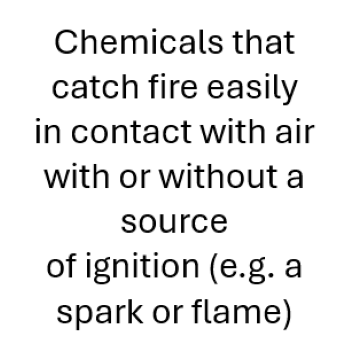 Chemicals that
catch fire easily
in contact with air
with or without a
source
of ignition (e.g. a
spark or flame)